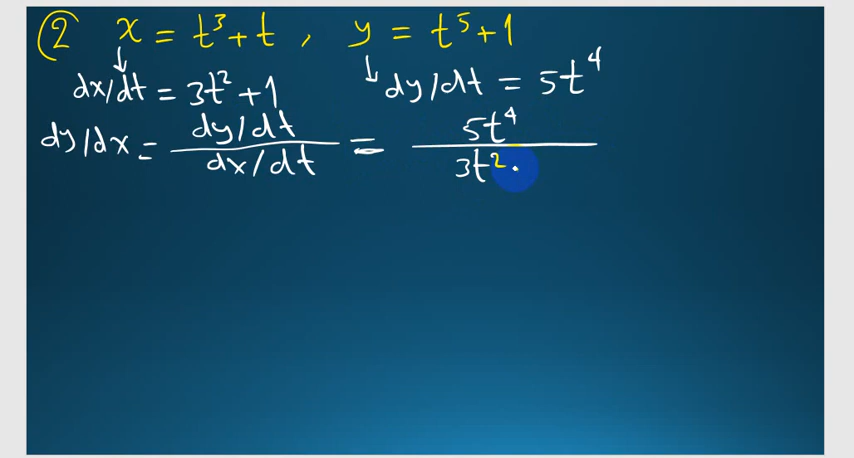 ② x = t³ + t , y = t⁵ + 1
↓ dx/dt = 3t² + 1 ↓ dy/dt = 5t⁴
dy/dx = dy/dt / dx/dt = 5t⁴ / 3t² ·